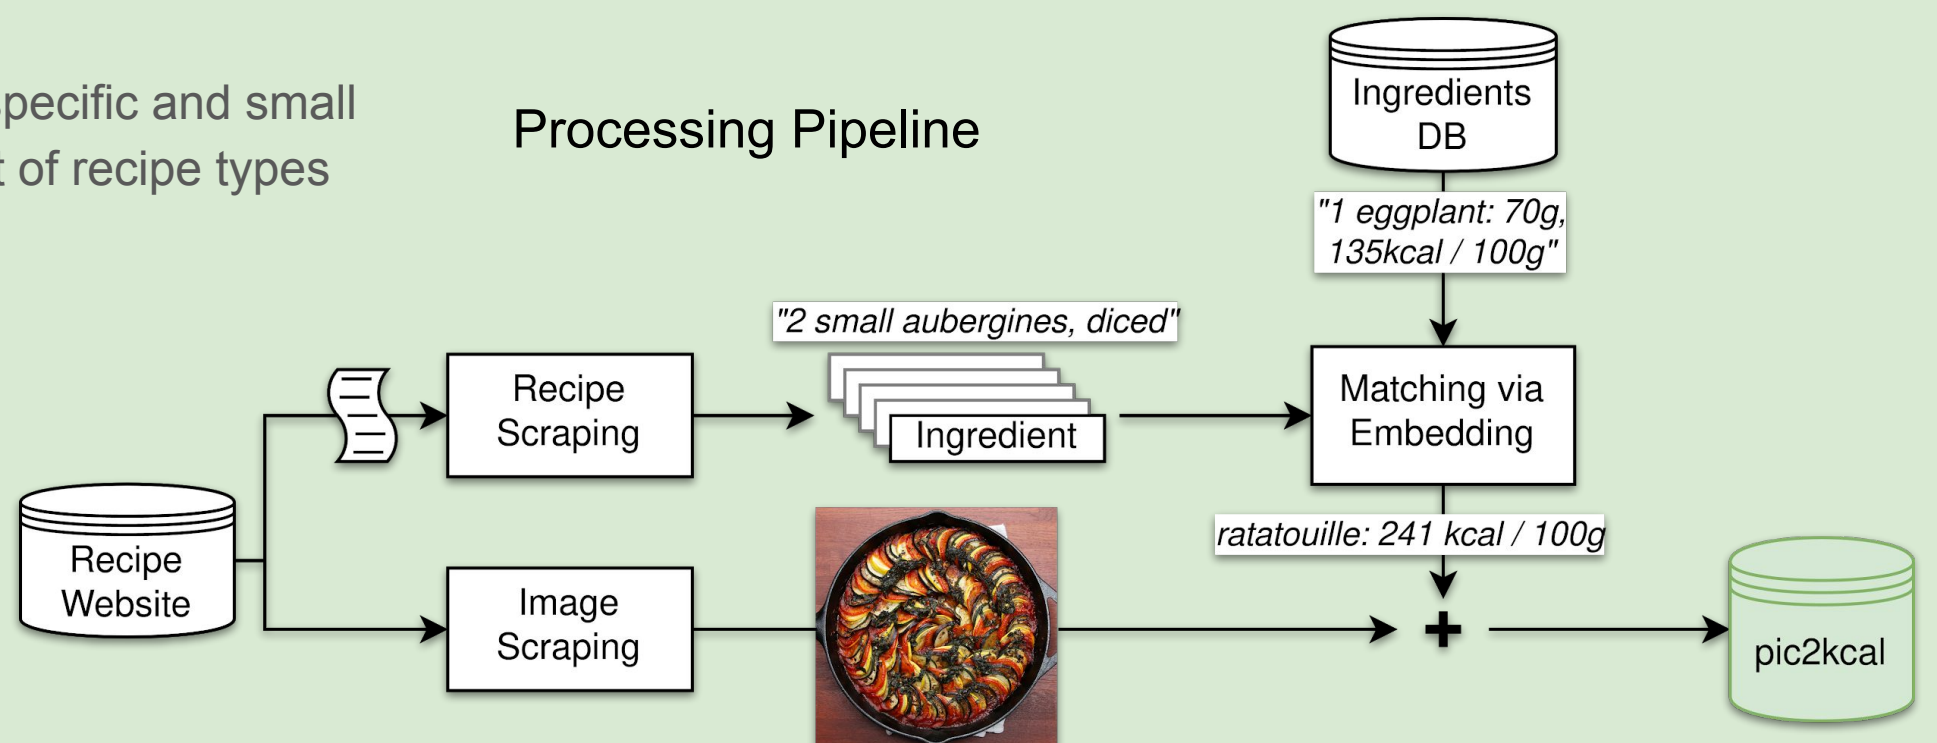 specific and small
t of recipe types
Processing Pipeline
Ingredients
DB
"1 eggplant: 70g,
135kcal / 100g"
"2 small aubergines, diced"
Recipe
Scraping
Ingredient
Matching via
Embedding
ratatouille: 241 kcal / 100g
Recipe
Website
Image
Scraping
pic2kcal